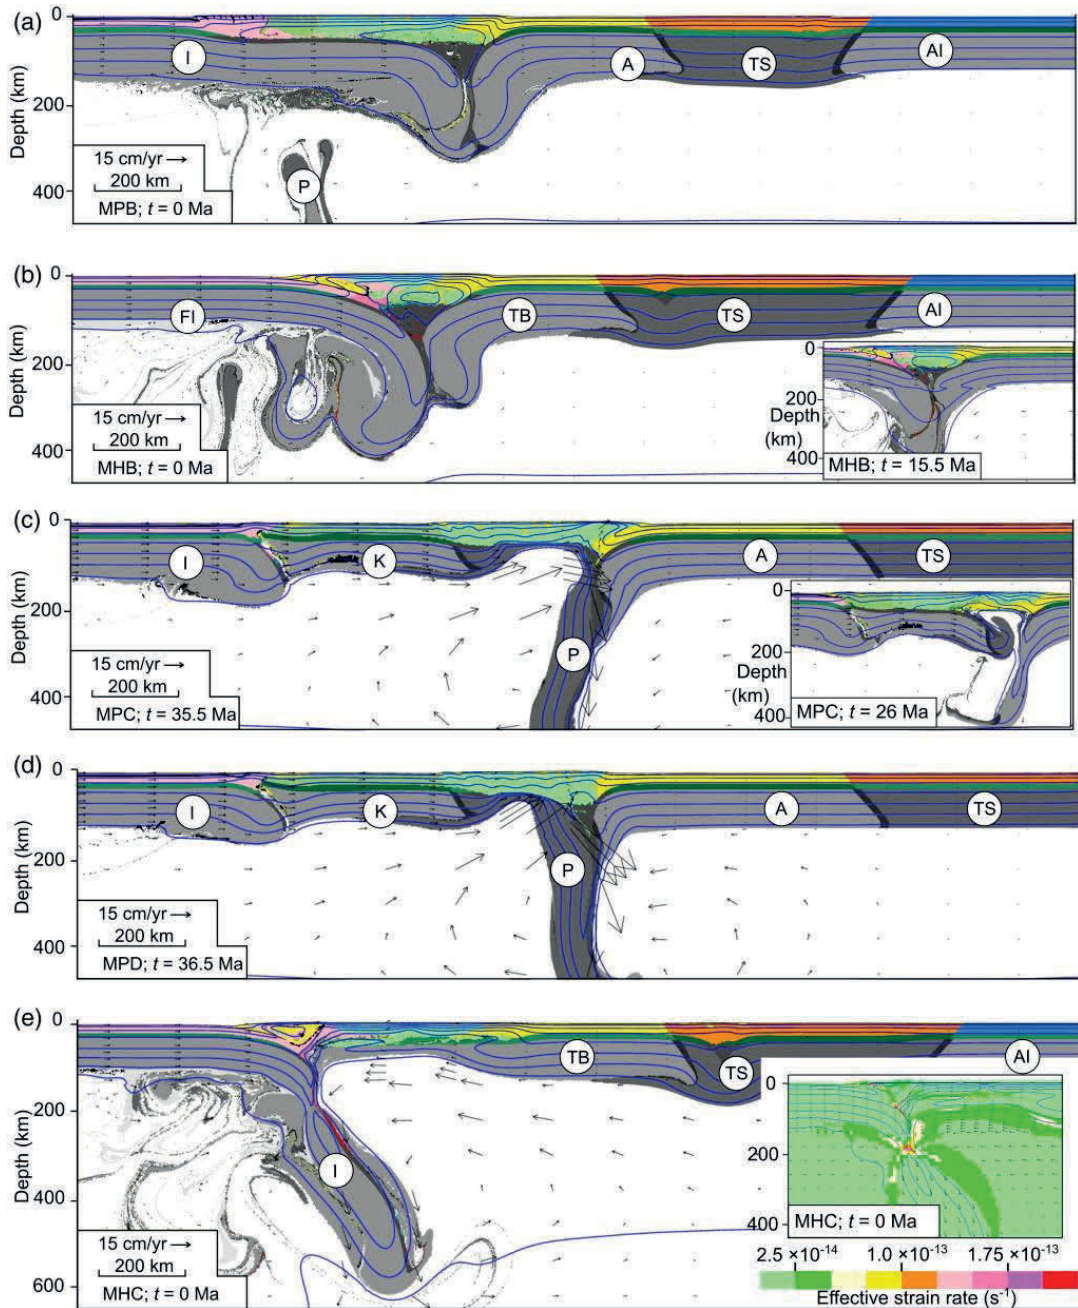 (a)
0
200
400
Depth (km)
I
A
TS
AI
P
15 cm/yr
200 km
MPB; t = 0 Ma
(b)
0
200
400
Depth (km)
FI
TB
TS
AI
15 cm/yr
200 km
MHB; t = 0 Ma
0
200
400
Depth
(km)
MHB; t = 15.5 Ma
(c)
0
200
400
Depth (km)
I
K
A
TS
P
15 cm/yr
200 km
MPC; t = 35.5 Ma
0
200
400
Depth
(km)
MPC; t = 26 Ma
(d)
0
200
400
Depth (km)
I
K
A
TS
P
15 cm/yr
200 km
MPD; t = 36.5 Ma
(e)
0
200
400
600
Depth (km)
TB
TS
AI
I
15 cm/yr
200 km
MHC; t = 0 Ma
0
200
400
MHC; t = 0 Ma
2.5 × 10⁻¹⁴ 1.0 × 10⁻¹³ 1.75 × 10⁻¹³
Effective strain rate (s⁻¹)